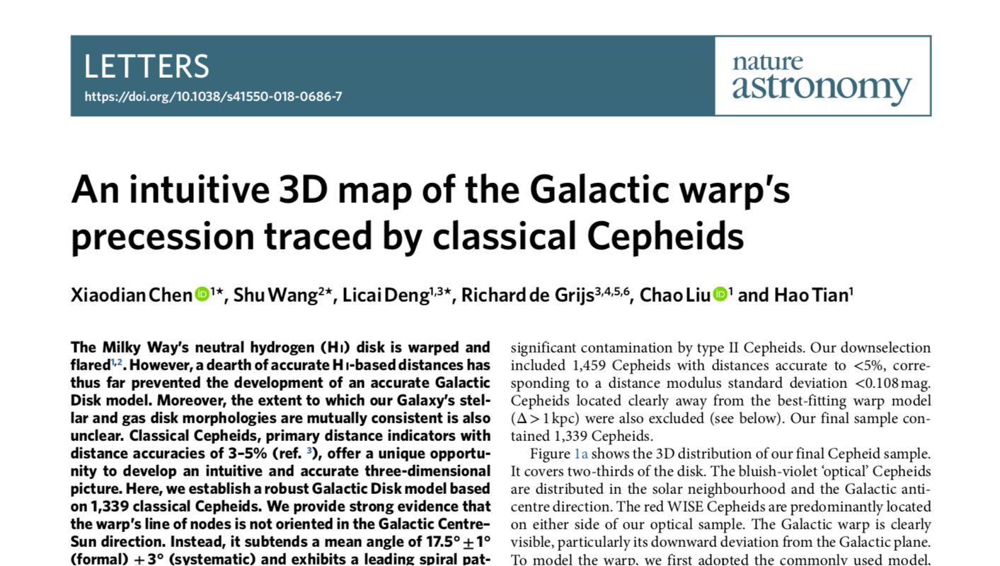 LETTERS
https://doi.org/10.1038/s41550-018-0686-7
nature
astronomy
An intuitive 3D map of the Galactic warp's
precession traced by classical Cepheids
Xiaodian Chen iD 1★, Shu Wang2★, Licai Deng1,3★, Richard de Grijs3,4,5,6, Chao Liu iD 1 and Hao Tian1
The Milky Way's neutral hydrogen (H I) disk is warped and
flared1,2. However, a dearth of accurate H I-based distances has
thus far prevented the development of an accurate Galactic
Disk model. Moreover, the extent to which our Galaxy's stel-
lar and gas disk morphologies are mutually consistent is also
unclear. Classical Cepheids, primary distance indicators with
distance accuracies of 3–5% (ref. 3), offer a unique opportu-
nity to develop an intuitive and accurate three-dimensional
picture. Here, we establish a robust Galactic Disk model based
on 1,339 classical Cepheids. We provide strong evidence that
the warp's line of nodes is not oriented in the Galactic Centre–
Sun direction. Instead, it subtends a mean angle of 17.5° ± 1°
(formal) ± 3° (systematic) and exhibits a leading spiral pat-
significant contamination by type II Cepheids. Our downselection
included 1,459 Cepheids with distances accurate to <5%, corre-
sponding to a distance modulus standard deviation <0.108 mag.
Cepheids located clearly away from the best-fitting warp model
(Δ > 1 kpc) were also excluded (see below). Our final sample con-
tained 1,339 Cepheids.
Figure 1a shows the 3D distribution of our final Cepheid sample.
It covers two-thirds of the disk. The bluish-violet 'optical' Cepheids
are distributed in the solar neighbourhood and the Galactic anti-
centre direction. The red WISE Cepheids are predominantly located
on either side of our optical sample. The Galactic warp is clearly
visible, particularly its downward deviation from the Galactic plane.
To model the warp, we first adopted the commonly used model,